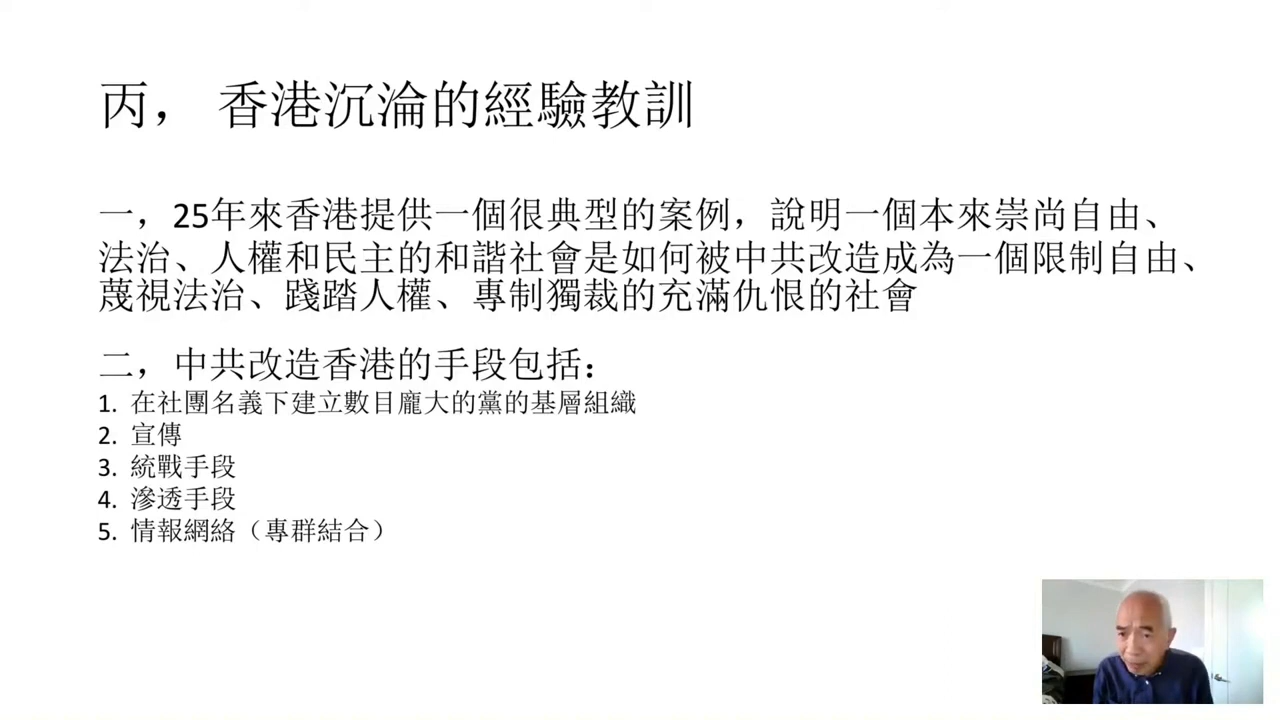 丙， 香港沉淪的經驗教訓
一，25年來香港提供一個很典型的案例，說明一個本來崇尚自由、
法治、人權和民主的和諧社會是如何被中共改造成為一個限制自由、
蔑視法治、踐踏人權、專制獨裁的充滿仇恨的社會
二，中共改造香港的手段包括：
1. 在社團名義下建立數目龐大的黨的基層組織
2. 宣傳
3. 統戰手段
4. 滲透手段
5. 情報網絡（專群結合）